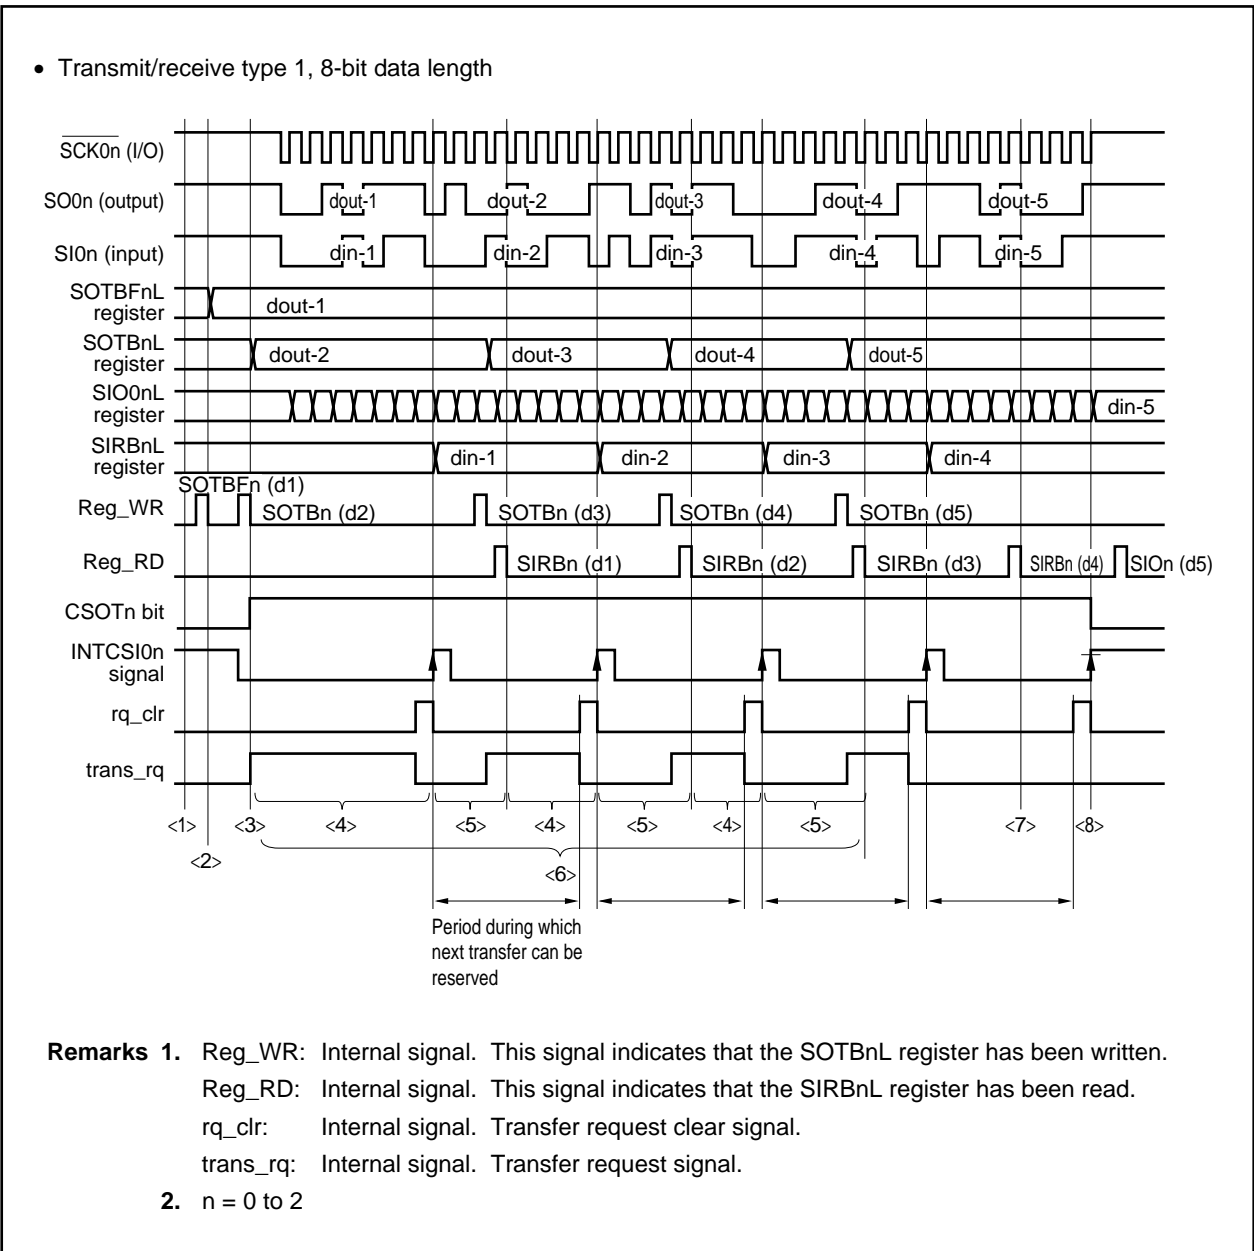 • Transmit/receive type 1, 8-bit data length
SCK0n (I/O)
SO0n (output)
dout-1 dout-2 dout-3 dout-4 dout-5
SI0n (input)
din-1 din-2 din-3 din-4 din-5
SOTBFnL
register
dout-1
SOTBnL
register
dout-2 dout-3 dout-4 dout-5
SIO0nL
register
din-5
SIRBnL
register
din-1 din-2 din-3 din-4
SOTBFn (d1)
Reg_WR
SOTBn (d2) SOTBn (d3) SOTBn (d4) SOTBn (d5)
Reg_RD
SIRBn (d1) SIRBn (d2) SIRBn (d3) SIRBn (d4) SIOn (d5)
CSOTn bit
INTCSI0n
signal
rq_clr
trans_rq
<1> <3> <4> <5> <4> <5> <4> <5> <7> <8>
<2>
<6>
Period during which
next transfer can be
reserved
Remarks 1. Reg_WR: Internal signal. This signal indicates that the SOTBnL register has been written.
Reg_RD: Internal signal. This signal indicates that the SIRBnL register has been read.
rq_clr: Internal signal. Transfer request clear signal.
trans_rq: Internal signal. Transfer request signal.
2. n = 0 to 2